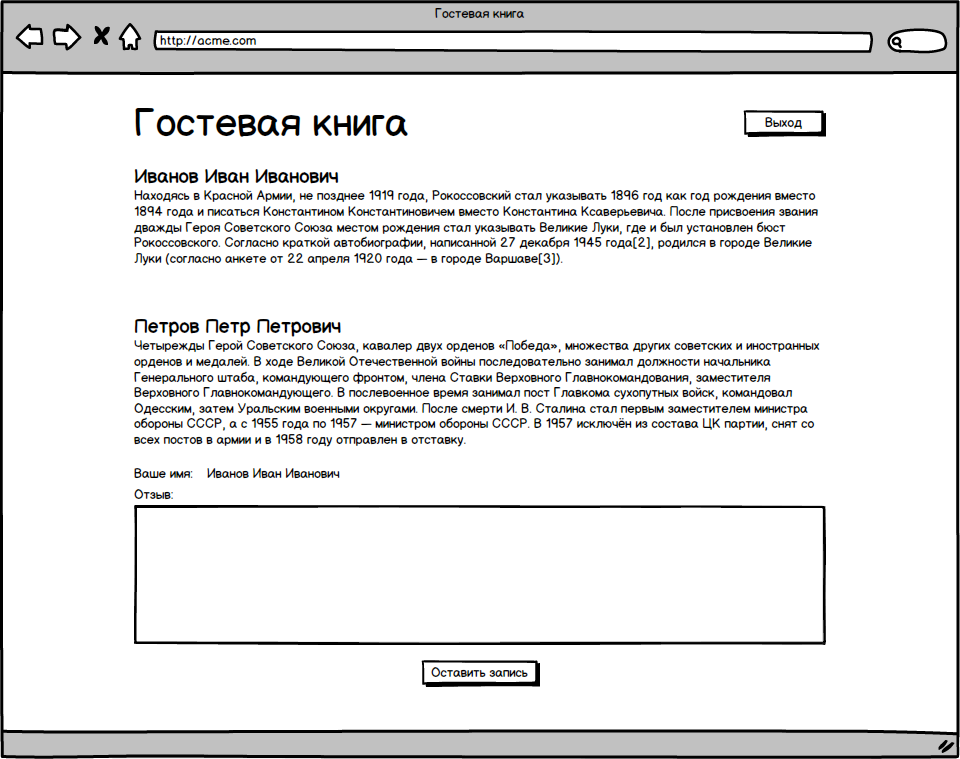 Гостевая книга
http://acme.com
Гостевая книга
Выход
Иванов Иван Иванович
Находясь в Красной Армии, не позднее 1919 года, Рокоссовский стал указывать 1896 год как год рождения вместо
1894 года и писаться Константином Константиновичем вместо Константина Ксаверьевича. После присвоения звания
дважды Героя Советского Союза местом рождения стал указывать Великие Луки, где и был установлен бюст
Рокоссовского. Согласно краткой автобиографии, написанной 27 декабря 1945 года[2], родился в городе Великие
Луки (согласно анкете от 22 апреля 1920 года — в городе Варшаве[3]).
Петров Петр Петрович
Четырежды Герой Советского Союза, кавалер двух орденов «Победа», множества других советских и иностранных
орденов и медалей. В ходе Великой Отечественной войны последовательно занимал должности начальника
Генерального штаба, командующего фронтом, члена Ставки Верховного Главнокомандования, заместителя
Верховного Главнокомандующего. В послевоенное время занимал пост Главкома сухопутных войск, командовал
Одесским, затем Уральским военными округами. После смерти И. В. Сталина стал первым заместителем министра
обороны СССР, а с 1955 года по 1957 — министром обороны СССР. В 1957 исключён из состава ЦК партии, снят со
всех постов в армии и в 1958 году отправлен в отставку.
Ваше имя: Иванов Иван Иванович
Отзыв:
Оставить запись